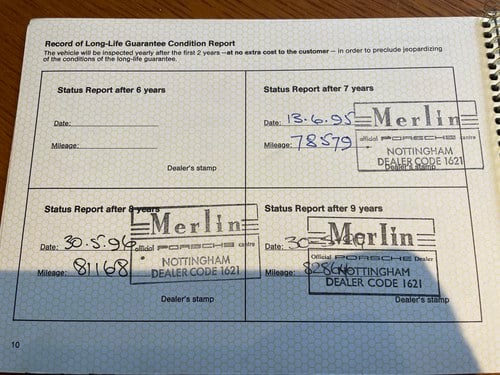 Record of Long-Life Guarantee Condition Report
The vehicle will be inspected yearly after the first 2 years –at no extra cost to the customer – in order to preclude jeopardizing
of the conditions of the long-life guarantee.
Status Report after 6 years
Date:
Mileage:
Dealer's stamp
Status Report after 7 years
Date: 13.6.95
Mileage: 78579
Merlin
official PORSCHE centre
NOTTINGHAM
DEALER CODE 1621
Dealer's stamp
Status Report after 8 years
Date: 30.5.96
Mileage: 81168
Merlin
official PORSCHE centre
NOTTINGHAM
DEALER CODE 1621
Dealer's stamp
Status Report after 9 years
Date: 30
Mileage:
Merlin
Official PORSCHE Dealer
NOTTINGHAM
DEALER CODE 1621
Dealer's stamp
10